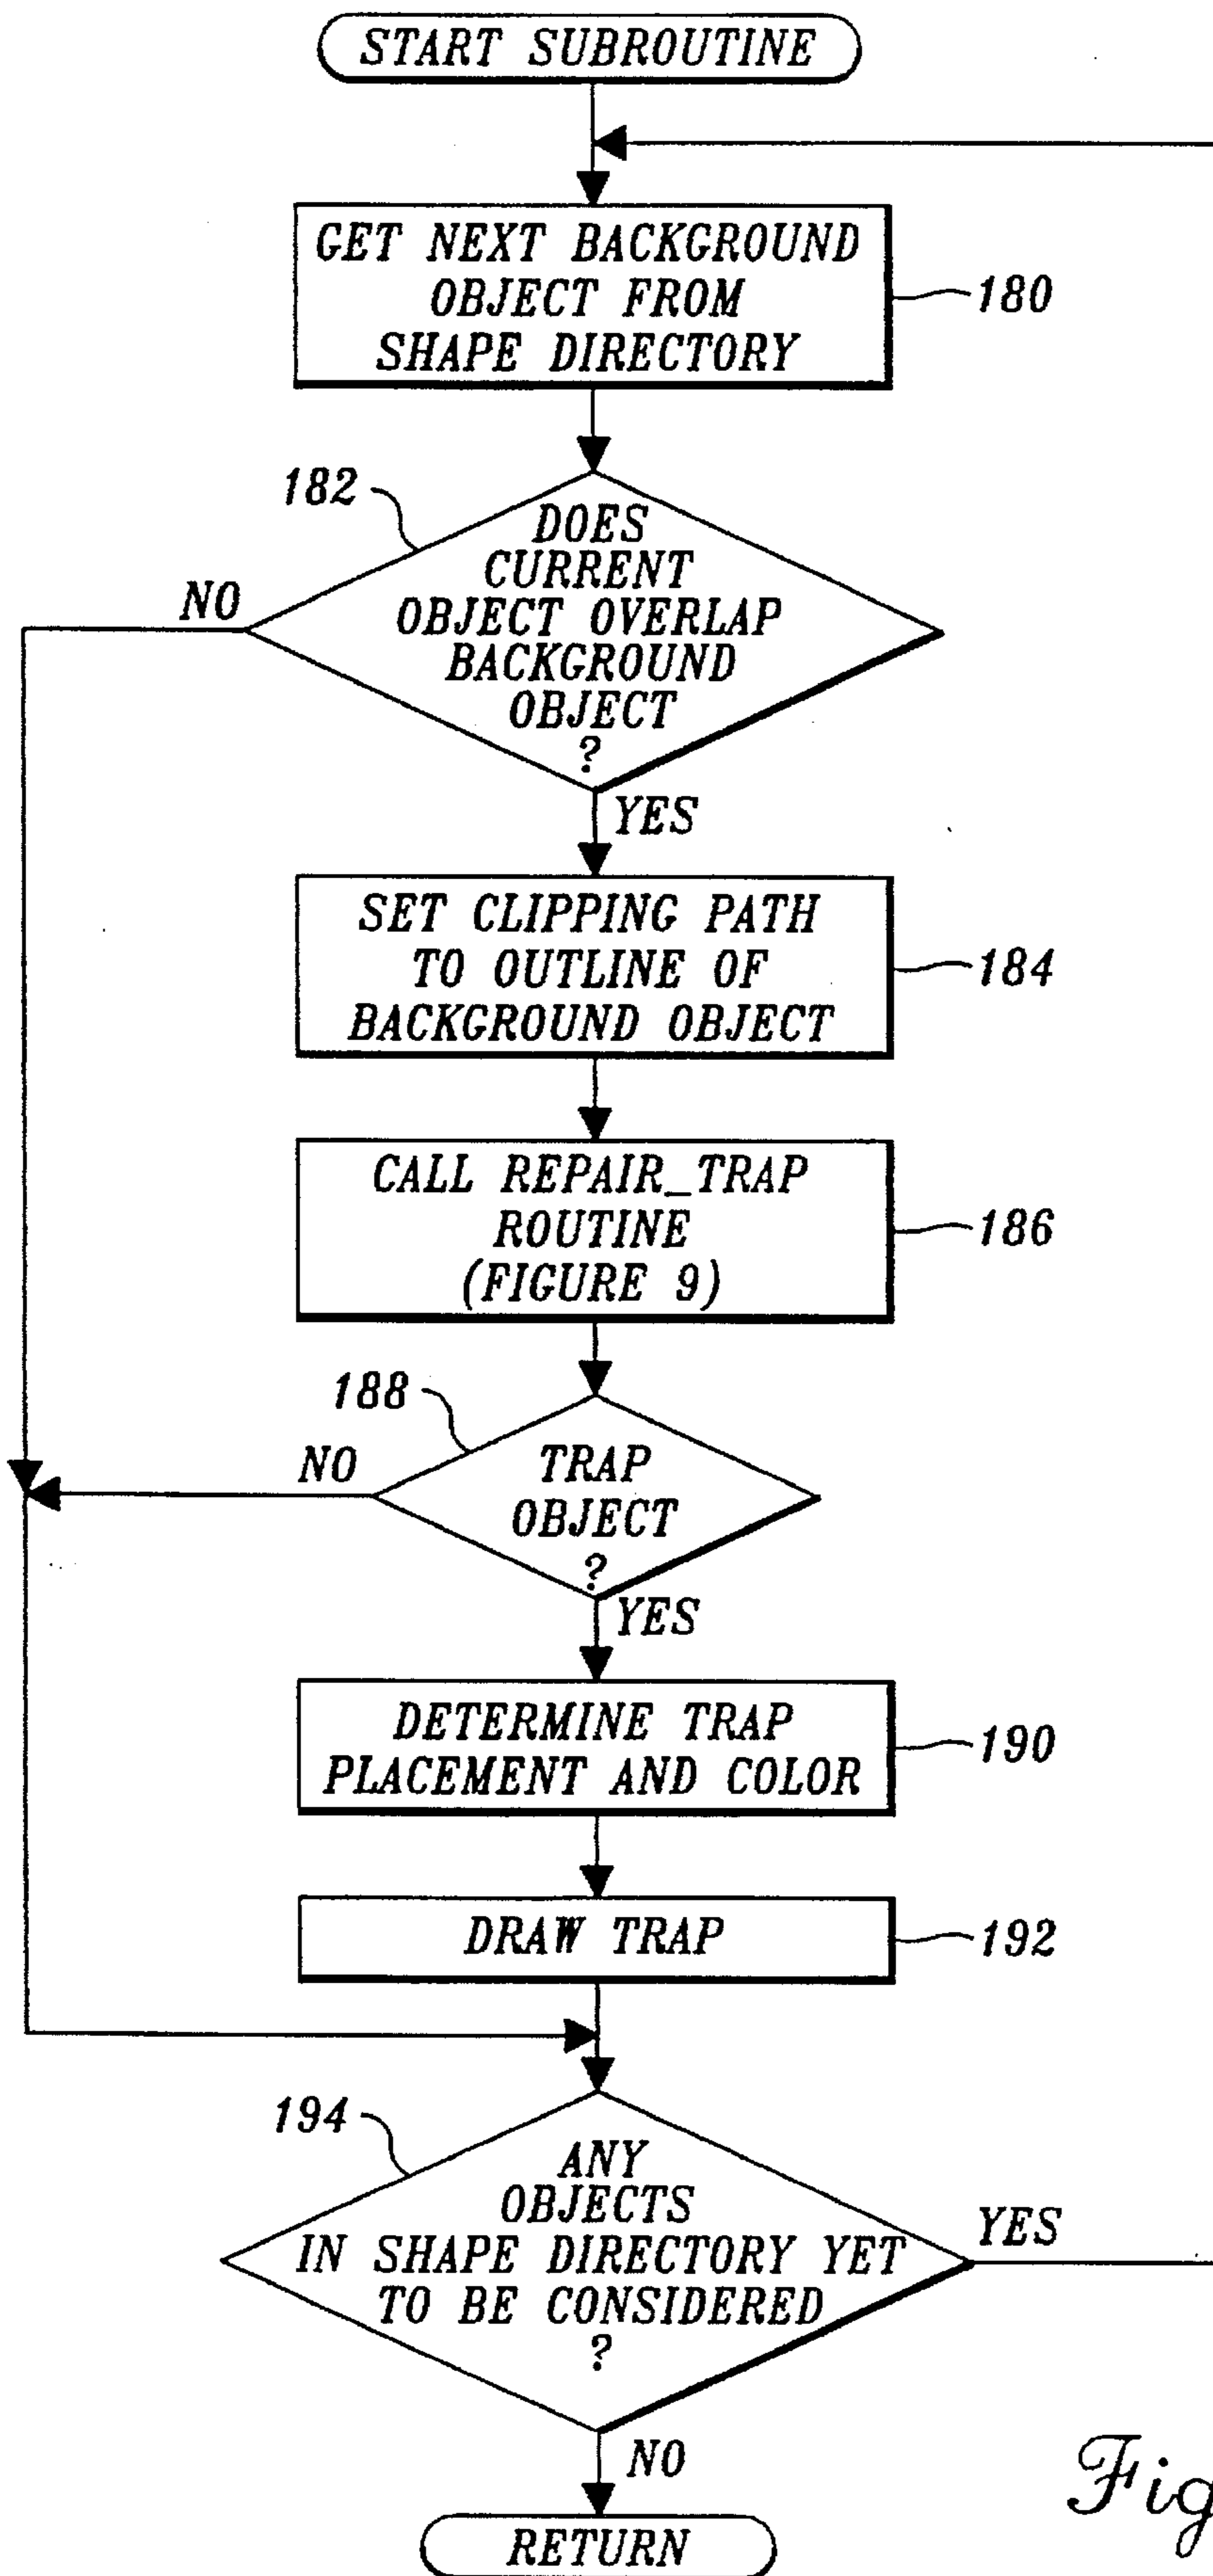 START SUBROUTINE
GET NEXT BACKGROUND
OBJECT FROM
SHAPE DIRECTORY
180
182
DOES
CURRENT
OBJECT OVERLAP
BACKGROUND
OBJECT
?
NO
YES
SET CLIPPING PATH
TO OUTLINE OF
BACKGROUND OBJECT
184
CALL REPAIR_TRAP
ROUTINE
(FIGURE 9)
186
188
TRAP
OBJECT
?
NO
YES
DETERMINE TRAP
PLACEMENT AND COLOR
190
DRAW TRAP
192
194
ANY
OBJECTS
IN SHAPE DIRECTORY YET
TO BE CONSIDERED
?
YES
NO
RETURN
Fig